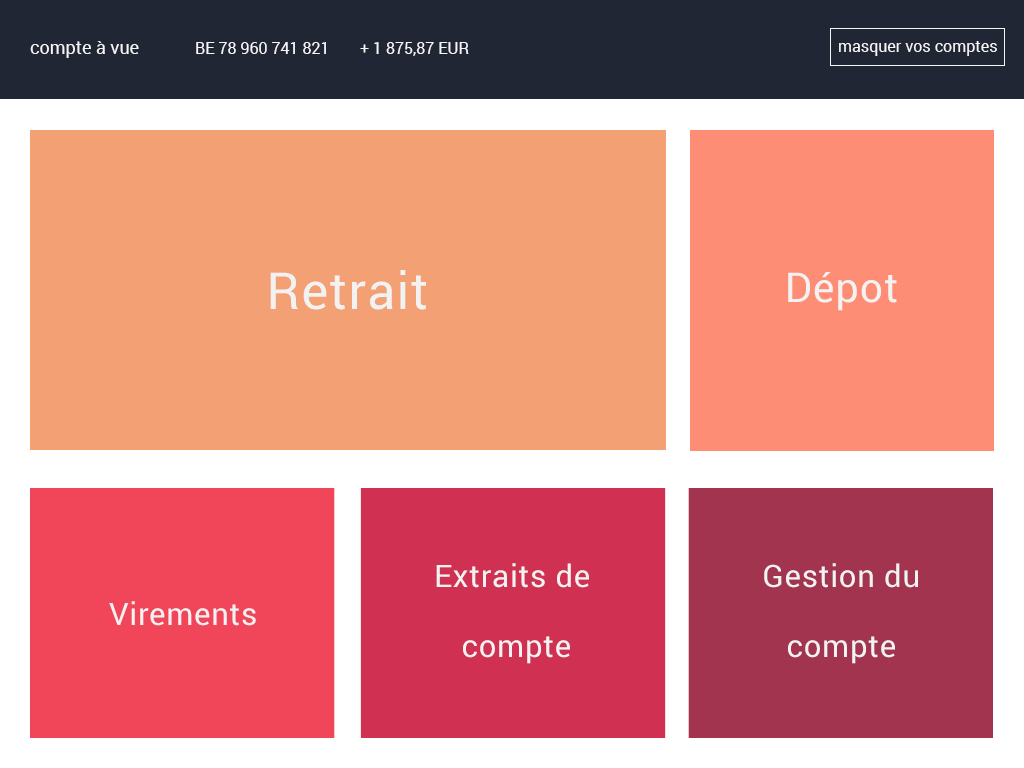 compte à vue BE 78 960 741 821 + 1 875,87 EUR masquer vos comptes
Retrait
Dépot
Virements
Extraits de
compte
Gestion du
compte